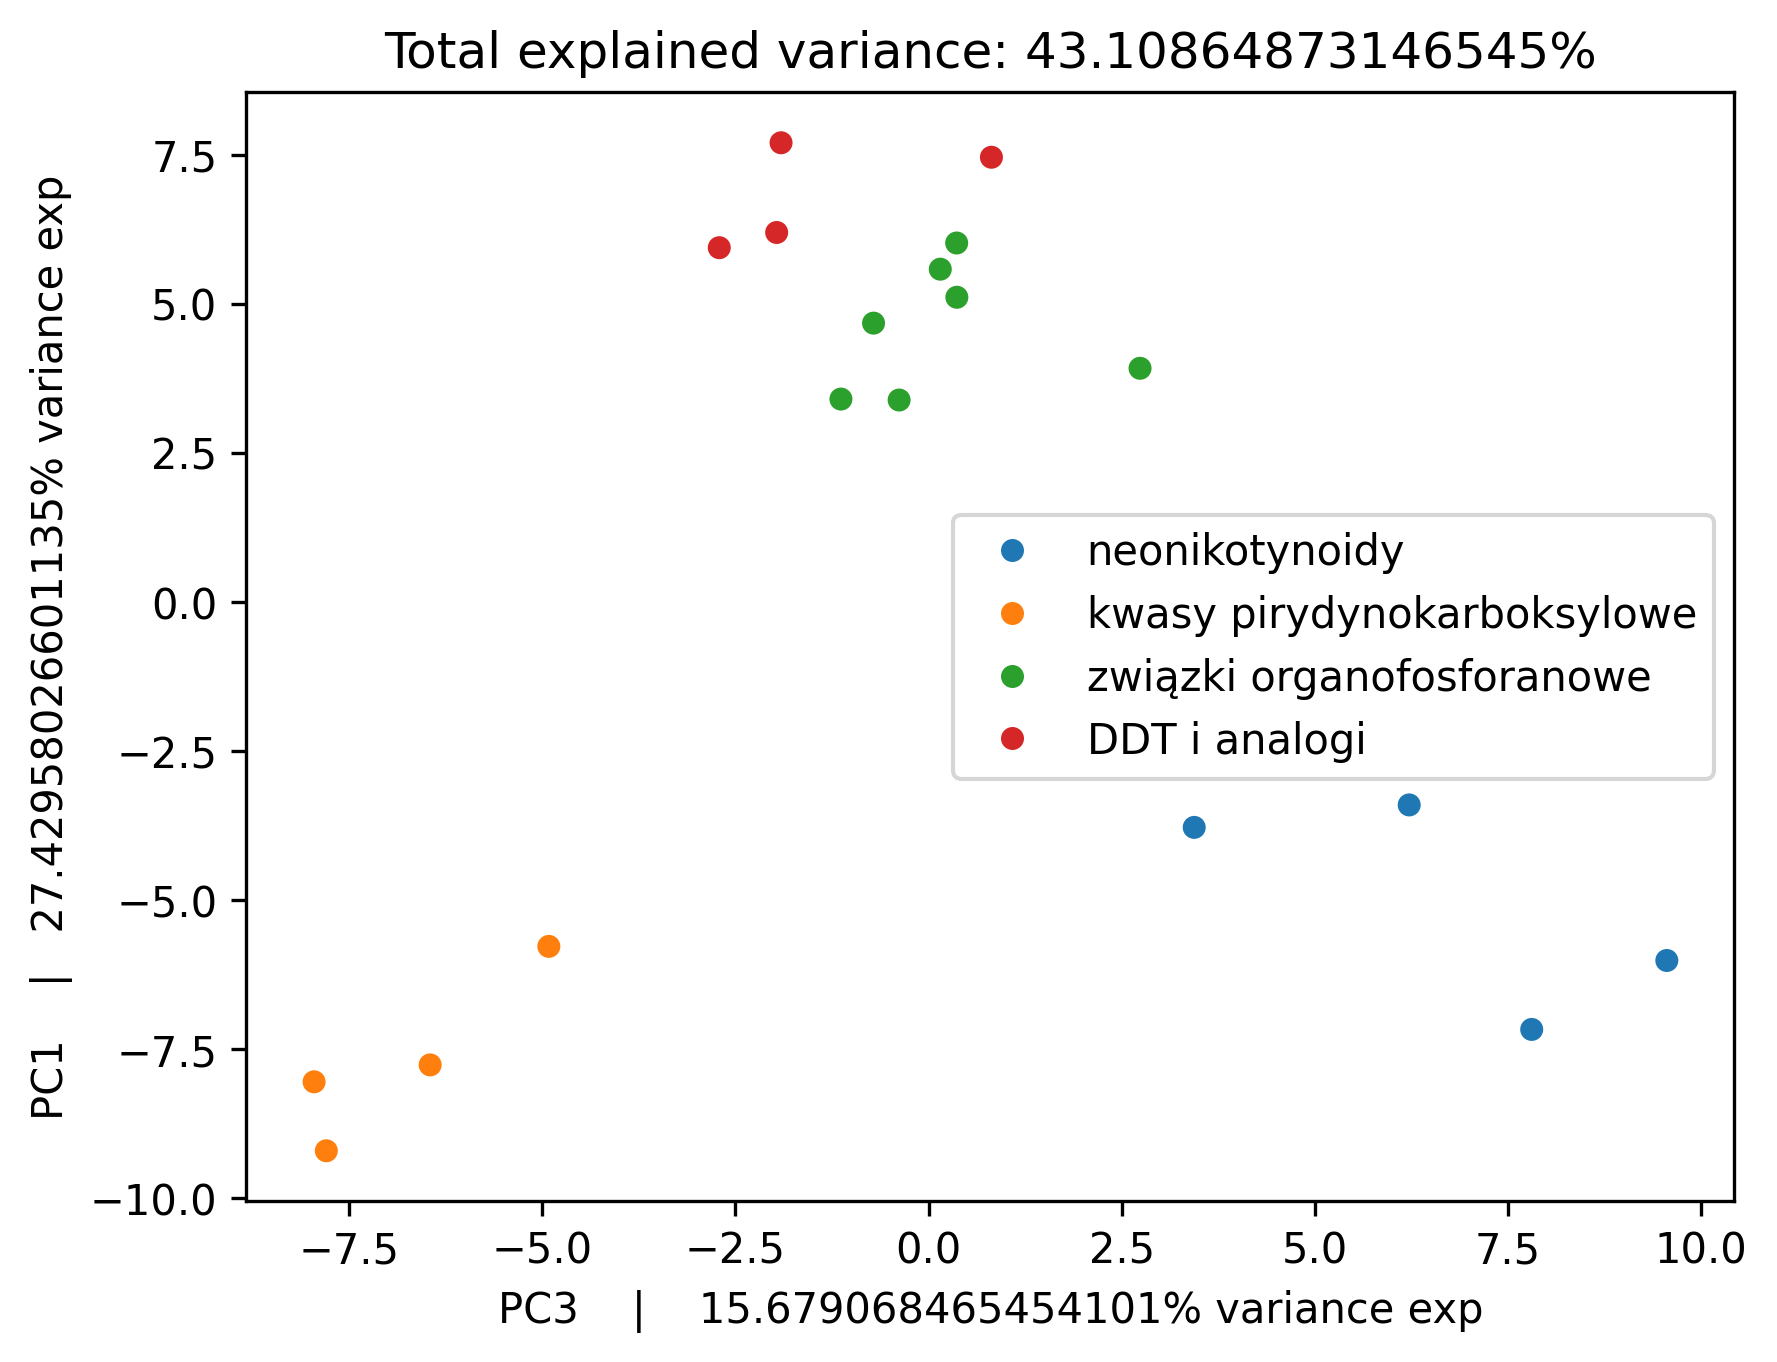 Total explained variance: 43.10864873146545%
PC1    |    27.42958026601135% variance exp
7.5
5.0
2.5
0.0
−2.5
−5.0
−7.5
−10.0
neonikotynoidy
kwasy pirydynokarboksylowe
związki organofosforanowe
DDT i analogi
−7.5
−5.0
−2.5
0.0
2.5
5.0
7.5
10.0
PC3    |    15.679068465454101% variance exp